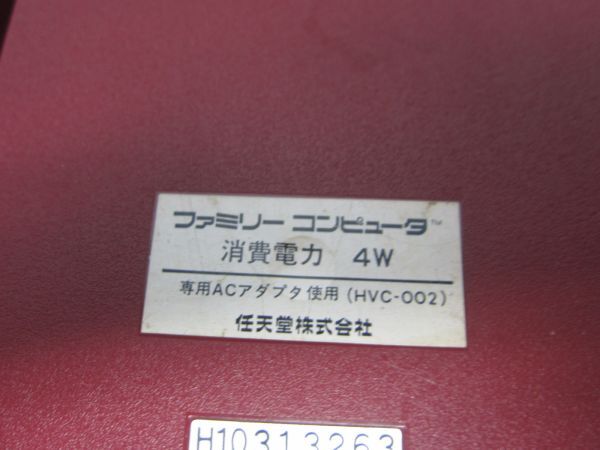 ファミリー コンピュータ™
消費電力 4W
専用ACアダプタ使用(HVC-002)
任天堂株式会社
H10313263